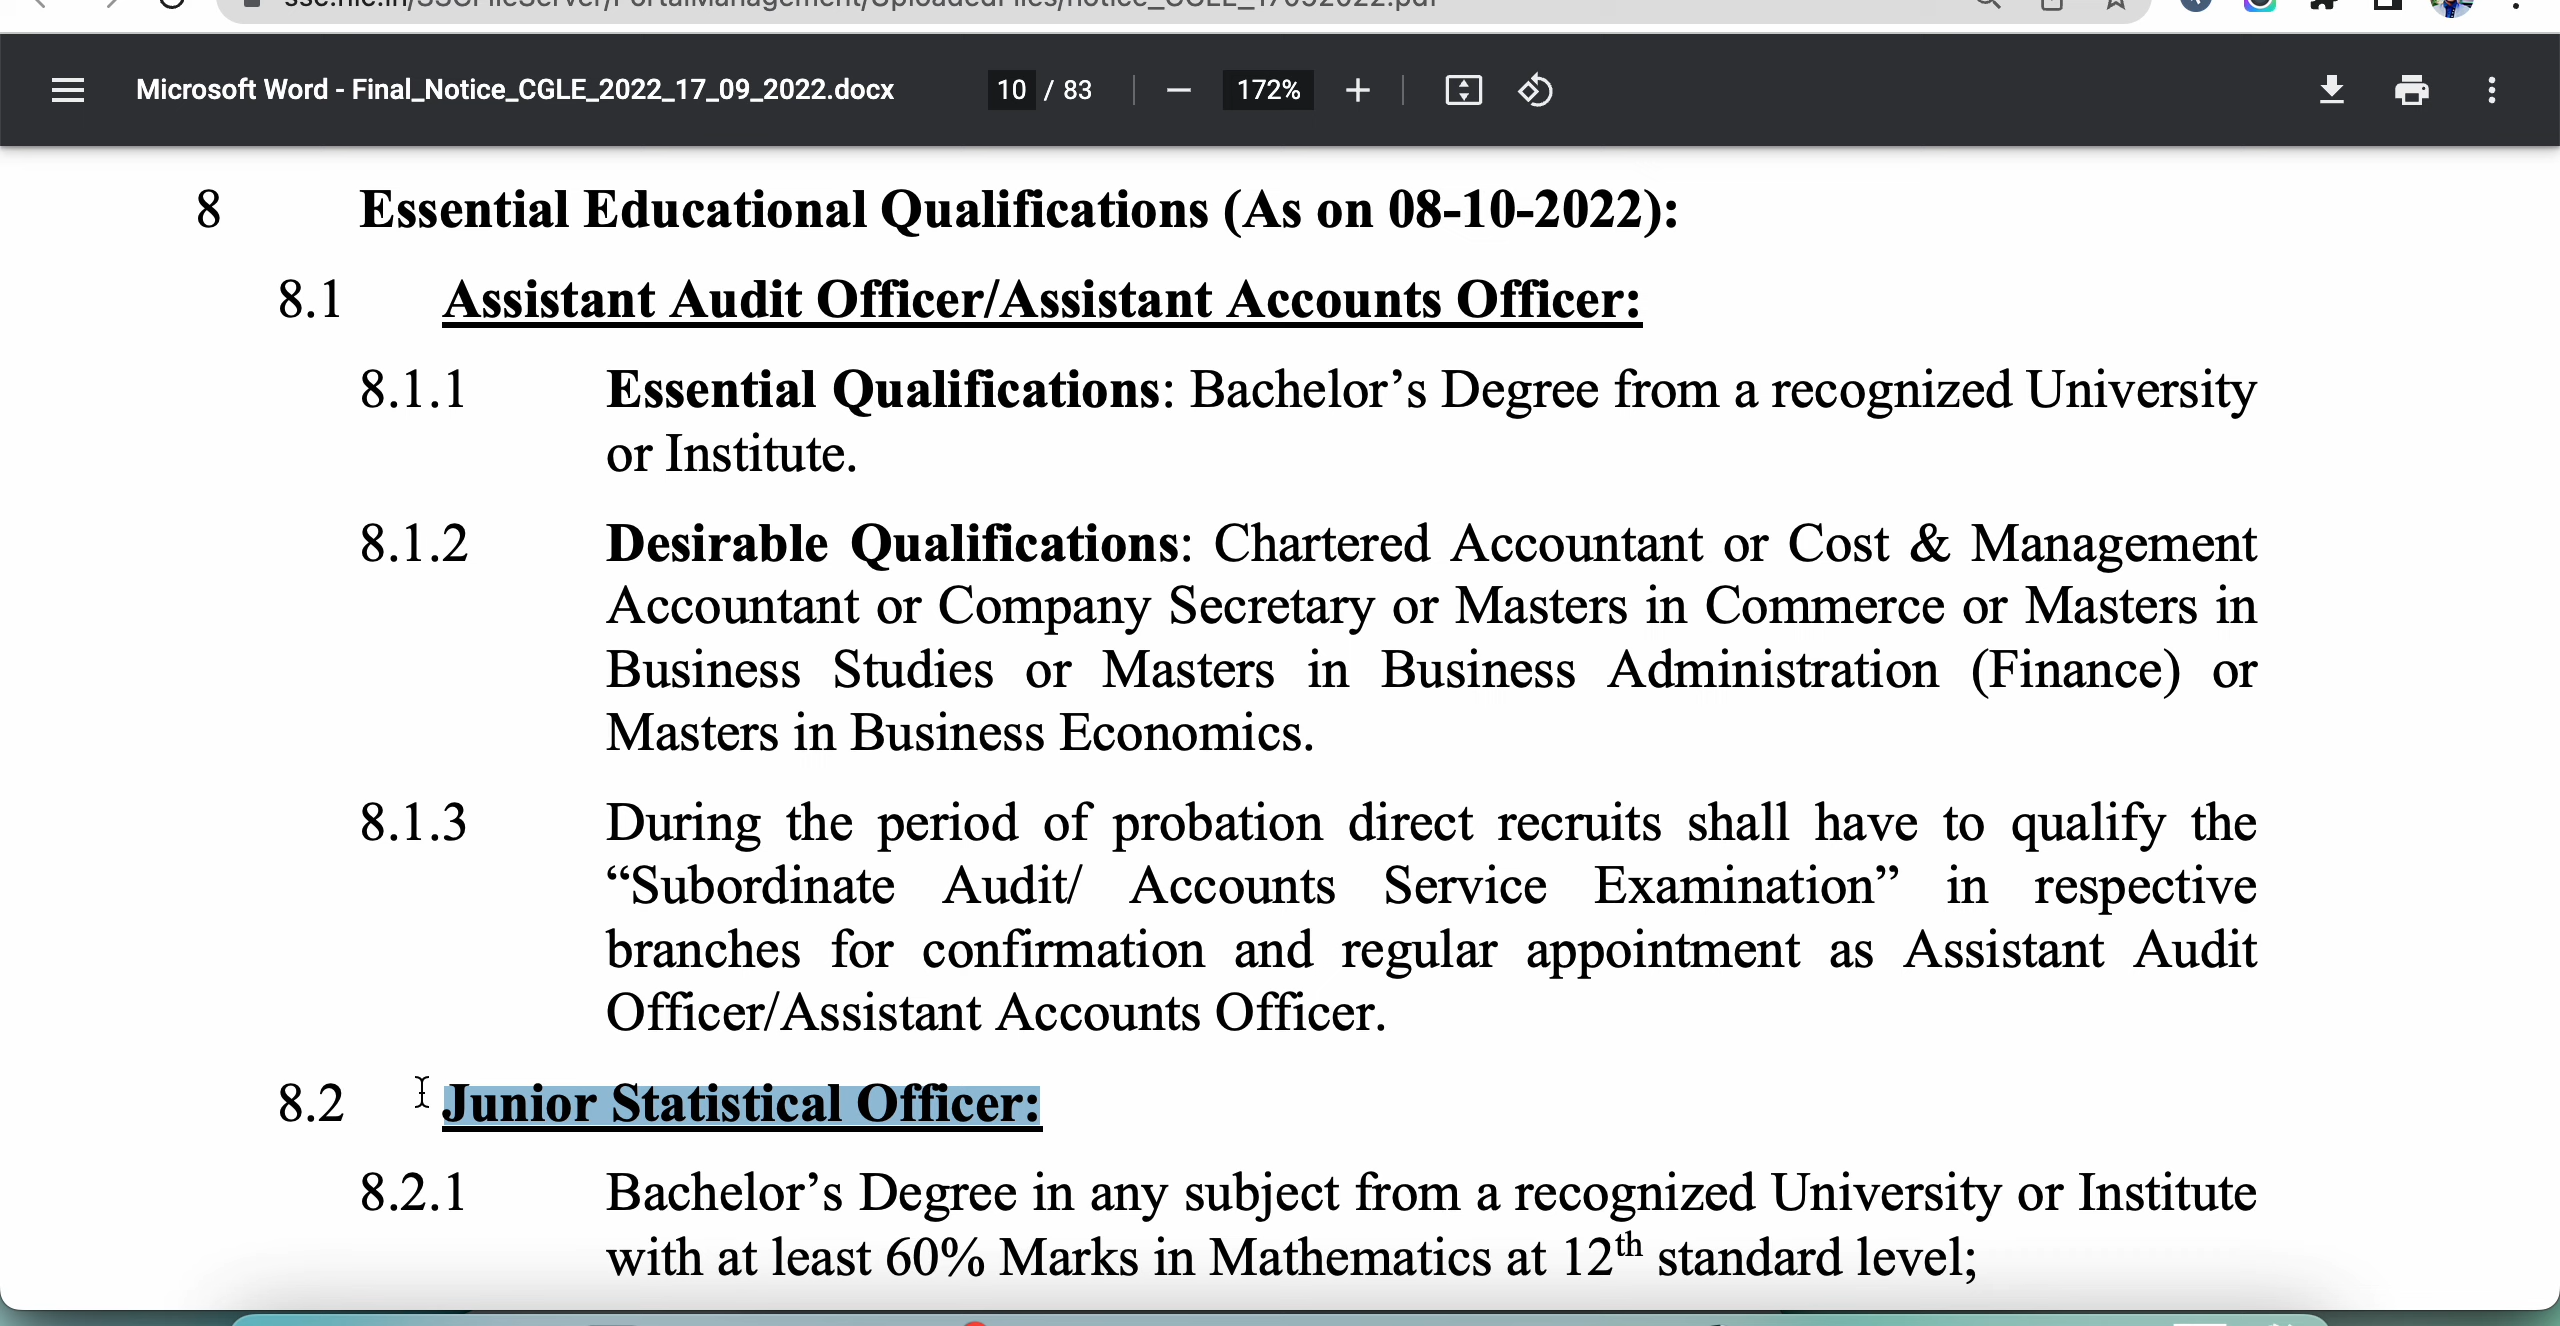 Microsoft Word - Final_Notice_CGLE_2022_17_09_2022.docx 10 / 83 172%
8 Essential Educational Qualifications (As on 08-10-2022):
8.1 Assistant Audit Officer/Assistant Accounts Officer:
8.1.1 Essential Qualifications: Bachelor’s Degree from a recognized University
or Institute.
8.1.2 Desirable Qualifications: Chartered Accountant or Cost & Management
Accountant or Company Secretary or Masters in Commerce or Masters in
Business Studies or Masters in Business Administration (Finance) or
Masters in Business Economics.
8.1.3 During the period of probation direct recruits shall have to qualify the
“Subordinate Audit/ Accounts Service Examination” in respective
branches for confirmation and regular appointment as Assistant Audit
Officer/Assistant Accounts Officer.
8.2 Junior Statistical Officer:
8.2.1 Bachelor’s Degree in any subject from a recognized University or Institute
with at least 60% Marks in Mathematics at 12th standard level;